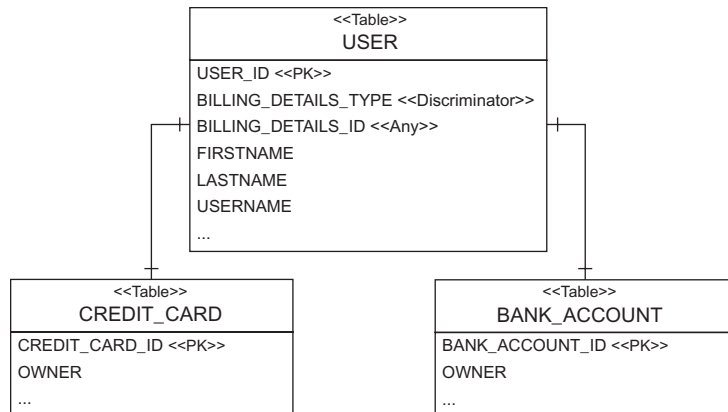 <<Table>>
USER
USER_ID <<PK>>
BILLING_DETAILS_TYPE <<Discriminator>>
BILLING_DETAILS_ID <<Any>>
FIRSTNAME
LASTNAME
USERNAME
...
<<Table>>
CREDIT_CARD
CREDIT_CARD_ID <<PK>>
OWNER
...
<<Table>>
BANK_ACCOUNT
BANK_ACCOUNT_ID <<PK>>
OWNER
...